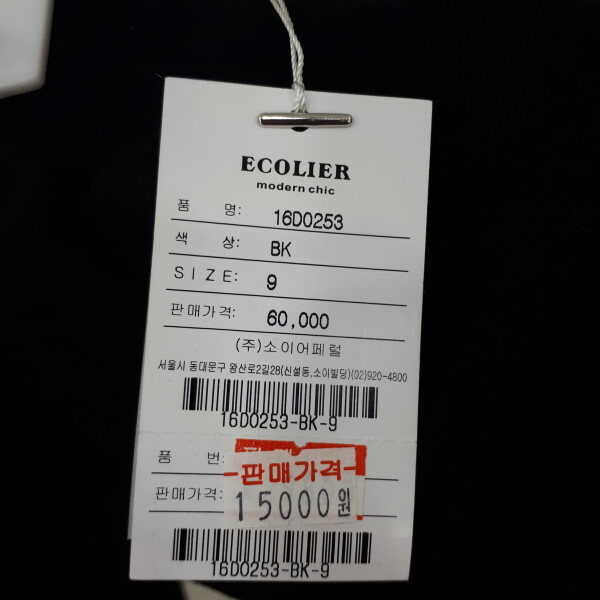 ECOLIER
modern chic
품 명: 16D0253
색 상: BK
SIZE: 9
판매가격: 60,000
(주)소이어페럴
서울시 동대문구 왕산로2길28(신설동,소이빌딩)(02)920-4800
16D0253-BK-9
품 번
-판매가격-
판매가격: 15000원
16D0253-BK-9